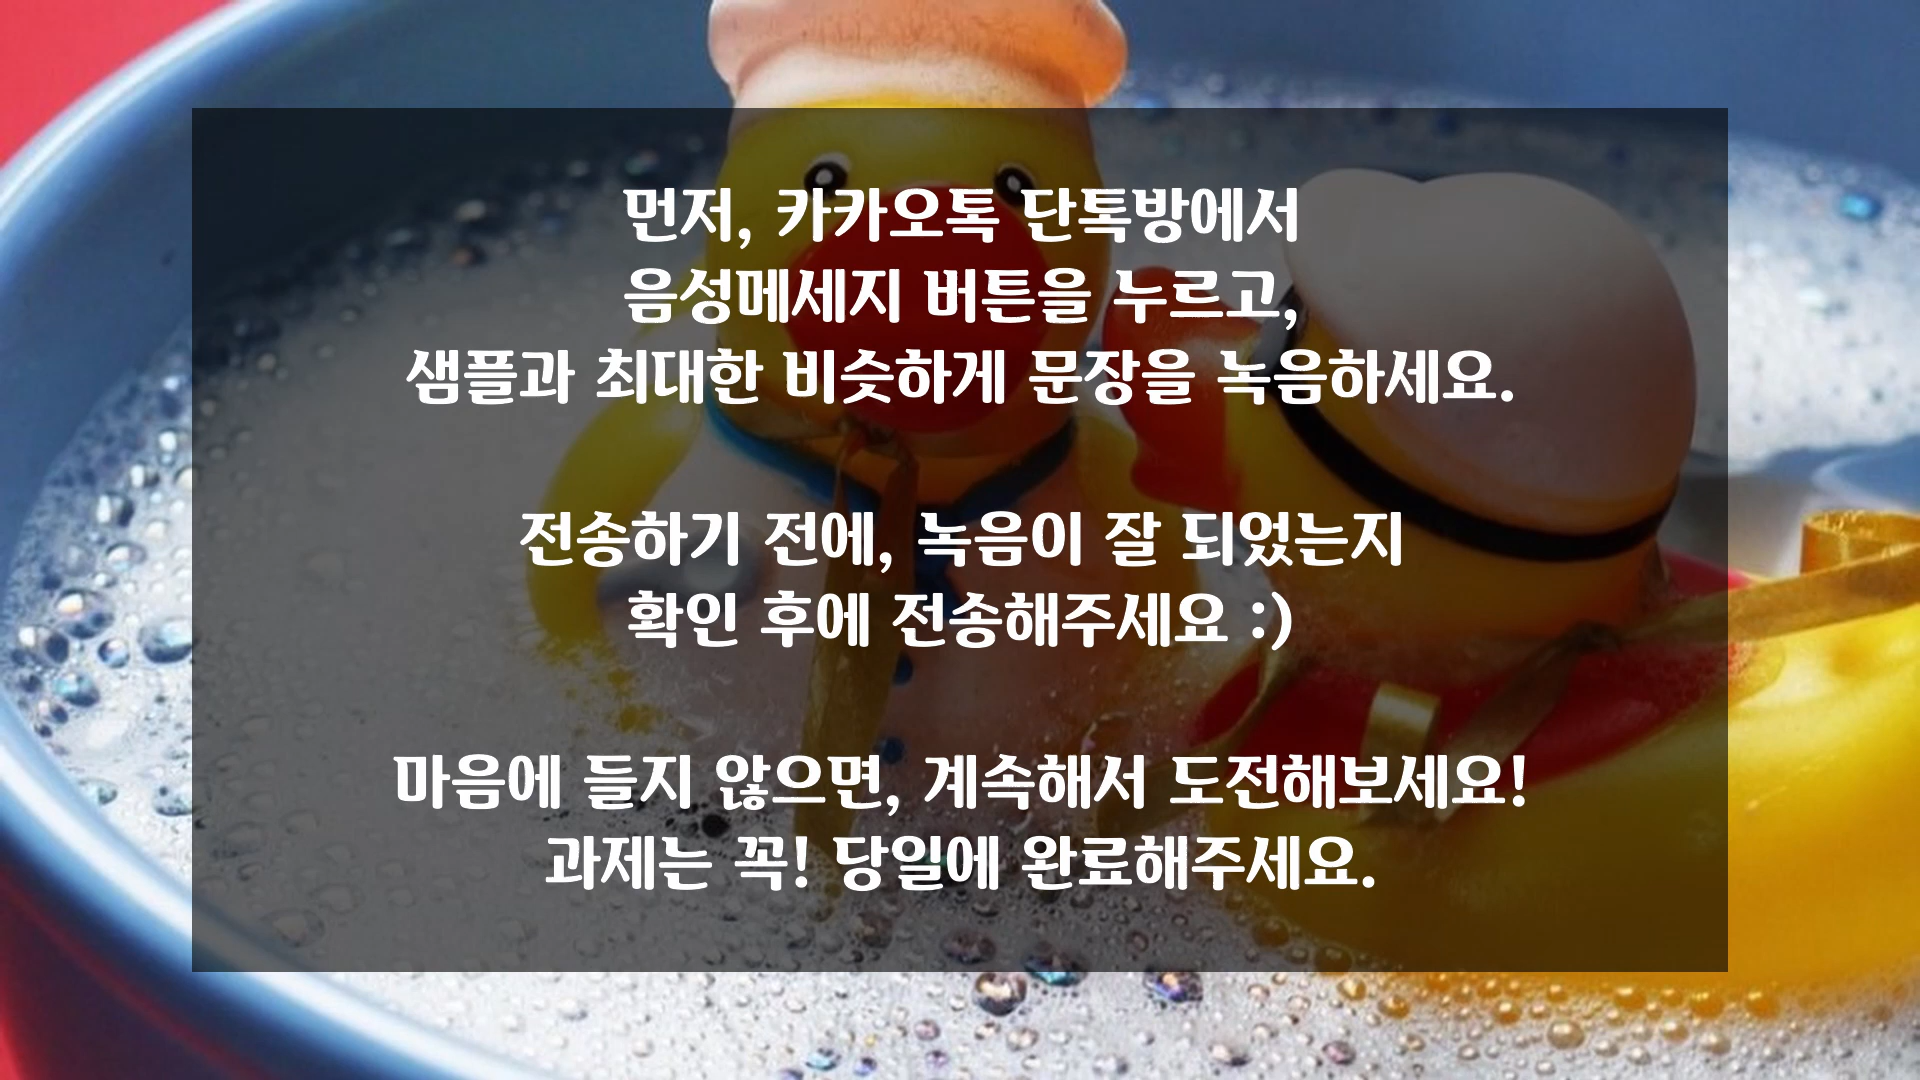 먼저, 카카오톡 단톡방에서
음성메세지 버튼을 누르고,
샘플과 최대한 비슷하게 문장을 녹음하세요.
전송하기 전에, 녹음이 잘 되었는지
확인 후에 전송해주세요 :)
마음에 들지 않으면, 계속해서 도전해보세요!
과제는 꼭! 당일에 완료해주세요.